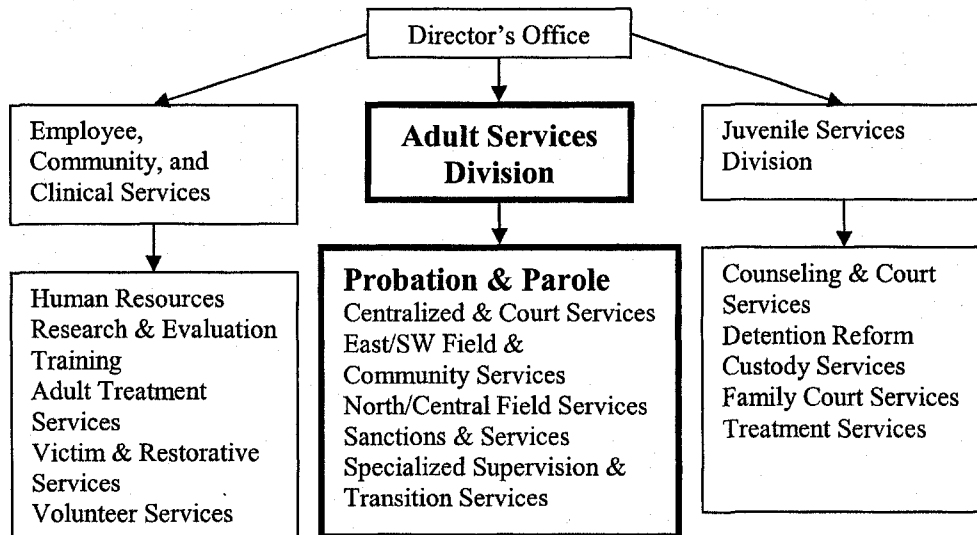 Director's Office
Employee,
Community, and
Clinical Services
Adult Services
Division
Juvenile Services
Division
Human Resources
Research & Evaluation
Training
Adult Treatment
Services
Victim & Restorative
Services
Volunteer Services
Probation & Parole
Centralized & Court Services
East/SW Field &
Community Services
North/Central Field Services
Sanctions & Services
Specialized Supervision &
Transition Services
Counseling & Court
Services
Detention Reform
Custody Services
Family Court Services
Treatment Services